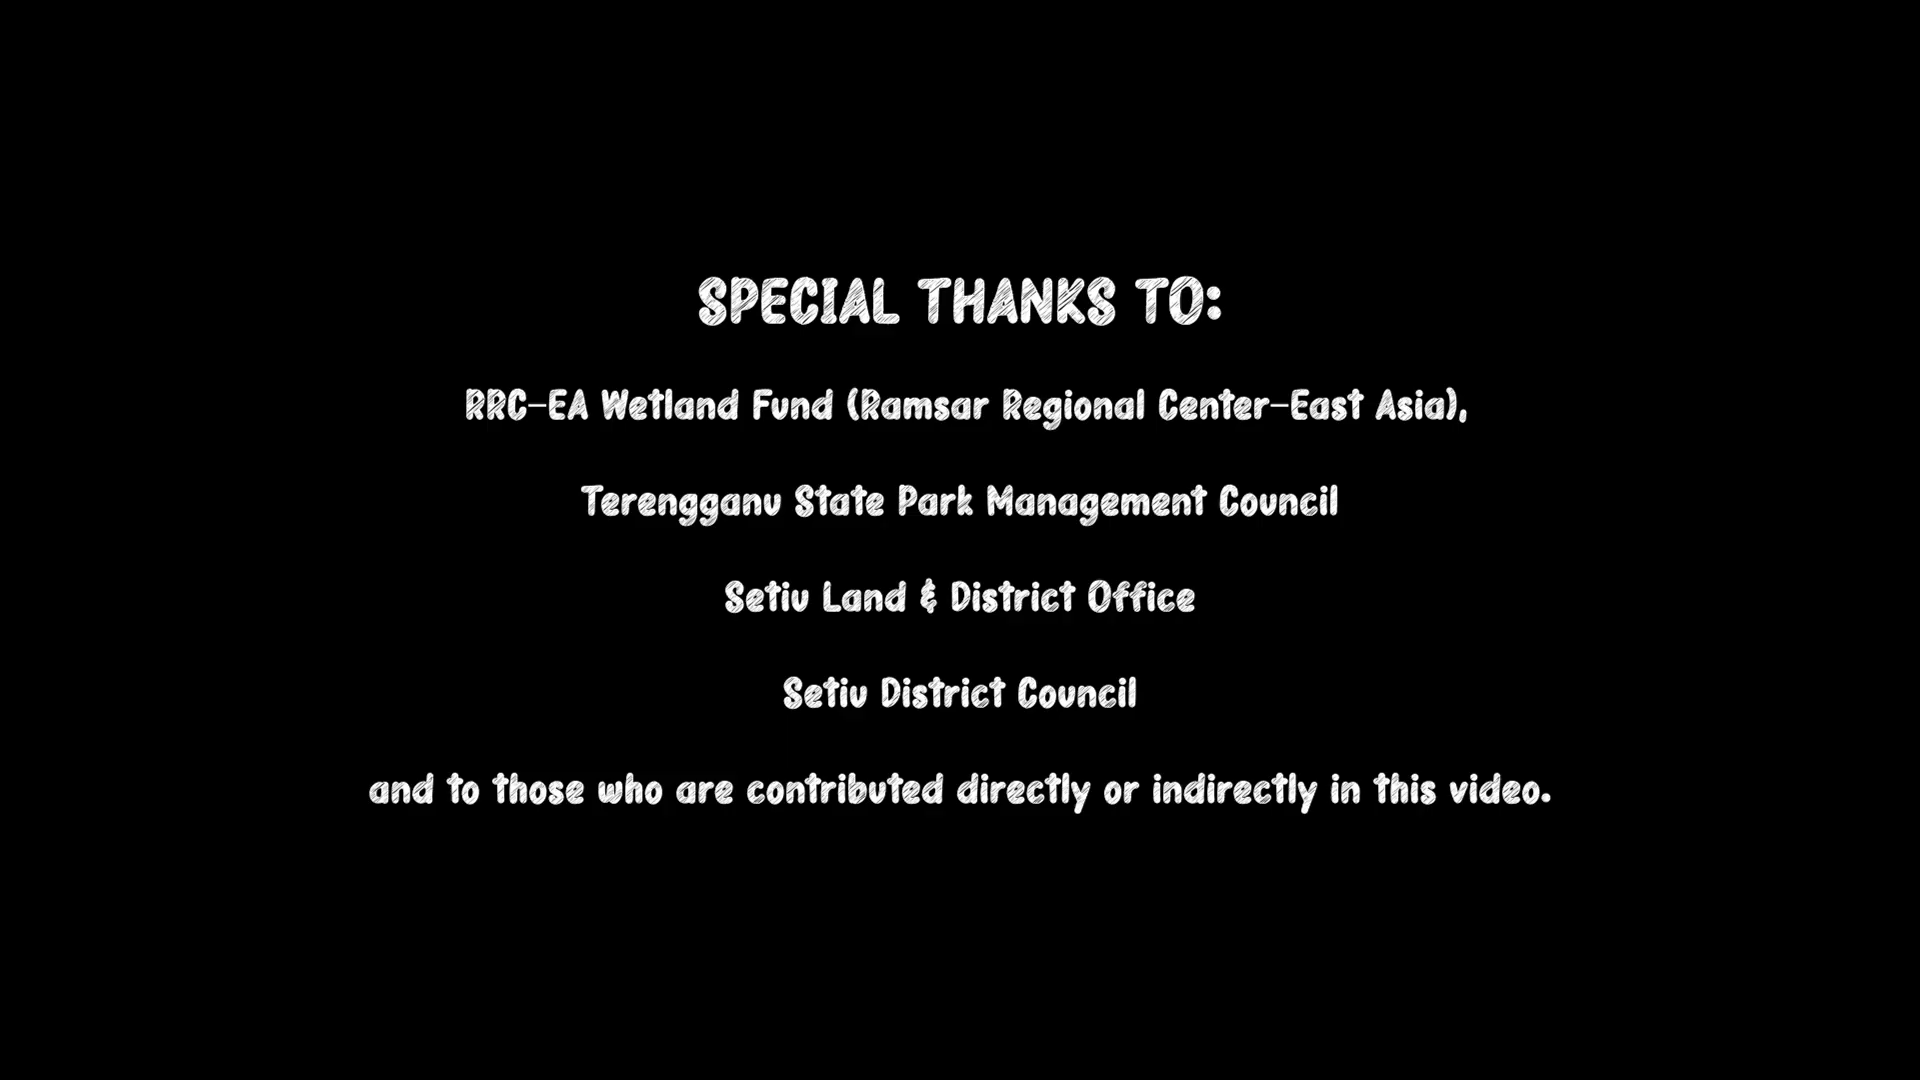 SPECIAL THANKS TO:
RRC-EA Wetland Fund (Ramsar Regional Center-East Asia),
Terengganu State Park Management Council
Setiu Land & District Office
Setiu District Council
and to those who are contributed directly or indirectly in this video.